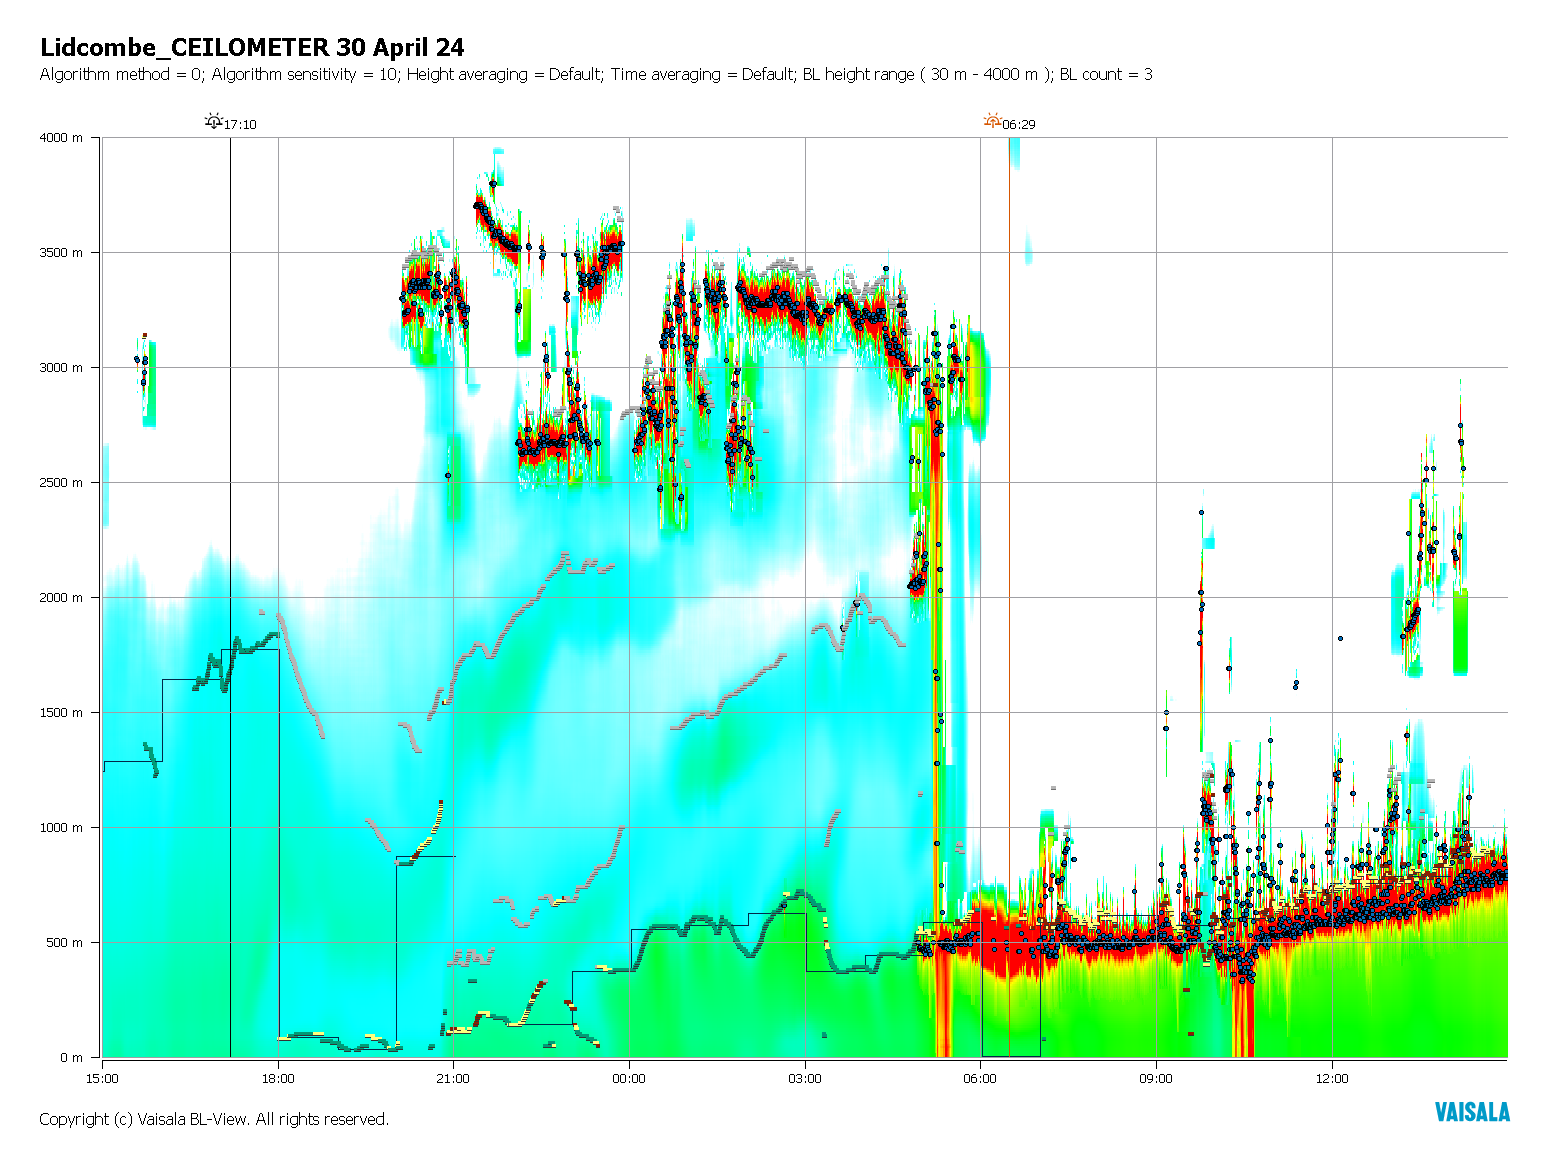 Lidcombe_CEILOMETER 30 April 24
Algorithm method = 0; Algorithm sensitivity = 10; Height averaging = Default; Time averaging = Default; BL height range ( 30 m - 4000 m ); BL count = 3
17:10 06:29
4000 m
3500 m
3000 m
2500 m
2000 m
1500 m
1000 m
500 m
0 m
15:00 18:00 21:00 00:00 03:00 06:00 09:00 12:00
Copyright (c) Vaisala BL-View. All rights reserved.
VAISALA